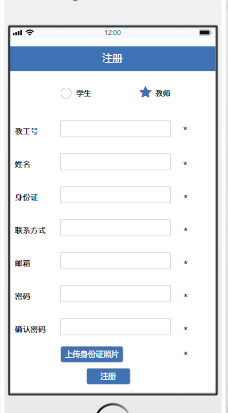 12:00
注册
学生 教师
教工号 *
姓名 *
身份证 *
联系方式 *
邮箱 *
密码 *
确认密码 *
上传身份证照片 *
注册